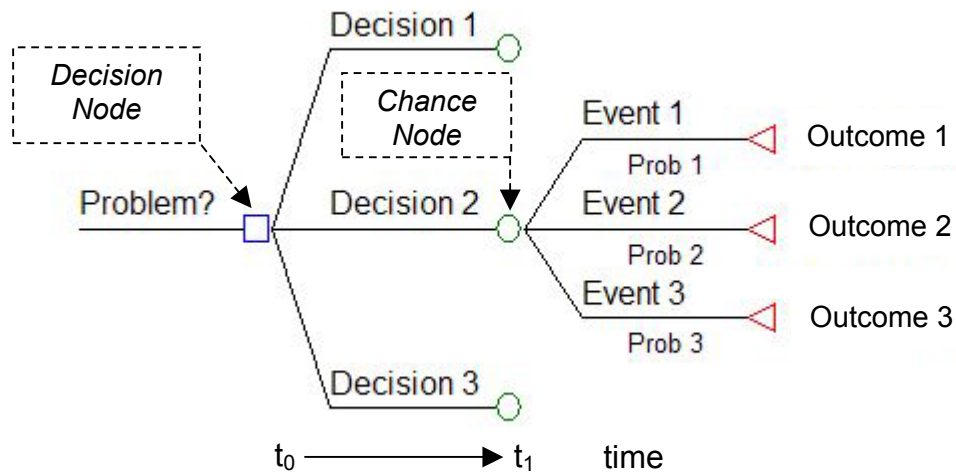 Decision 1
Decision
Node
Chance
Node
Event 1
Outcome 1
Prob 1
Problem?
Decision 2
Event 2
Outcome 2
Prob 2
Event 3
Outcome 3
Prob 3
Decision 3
t₀
t₁
time